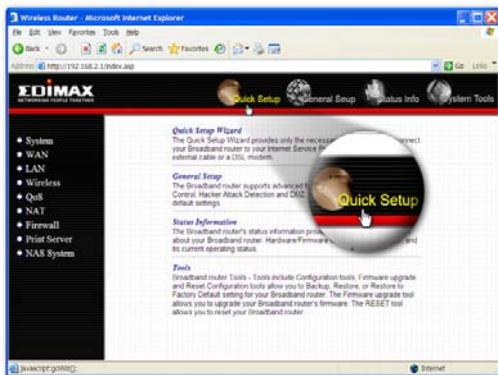 Wireless Router - Microsoft Internet Explorer
File Edit View Favorites Tools Help
Back Search Favorites
Address http://192.168.2.1/index.asp Go Links
EDIMAX
NETWORKING PEOPLE TOGETHER
Quick Setup General Seup Status Info System Tools
System
WAN
LAN
Wireless
QoS
NAT
Firewall
Print Server
NAS System
Quick Setup Wizard
The Quick Setup Wizard provides only the necessa
your Broadband router to your Internet Service P
external cable or a DSL modem.
General Setup
The Broadband router supports advanced f
Control, Hacker Attack Detection and DMZ.
default settings.
Status Information
The Broadband router's status information provi
about your Broadband router: Hardware/Firmware
its current operating status.
Tools
Broadband router Tools - Tools include Configuration tools, Firmware upgrade
and Reset. Configuration tools allow you to Backup, Restore, or Restore to
Factory Default setting for your Broadband router. The Firmware upgrade tool
allows you to upgrade your Broadband router's firmware. The RESET tool
allows you to reset your Broadband router.
Quick Setup
nnect
and
javascript:goWiz();
Internet